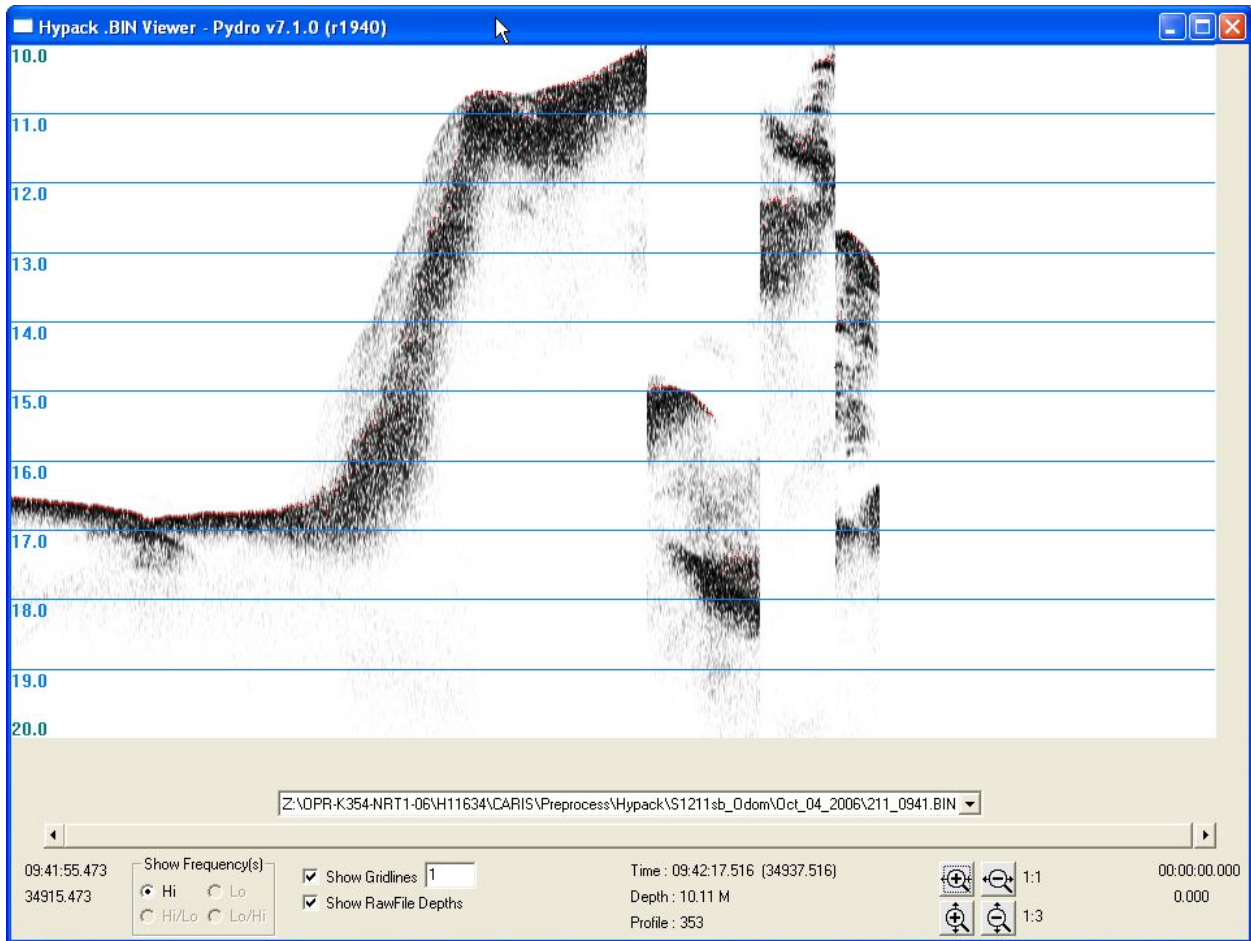 Hypack .BIN Viewer - Pydro v7.1.0 (r1940)
10.0
11.0
12.0
13.0
14.0
15.0
16.0
17.0
18.0
19.0
20.0
Z:\OPR-K354-NRT1-06\H11634\CARIS\Preprocess\Hypack\S1211sb_Odom\Oct_04_2006\211_0941.BIN
09:41:55.473
34915.473
Show Frequency(s)
Hi Lo
Hi/Lo Lo/Hi
Show Gridlines 1
Show RawFile Depths
Time : 09:42:17.516 (34937.516)
Depth : 10.11 M
Profile : 353
1:1
1:3
00:00:00.000
0.000